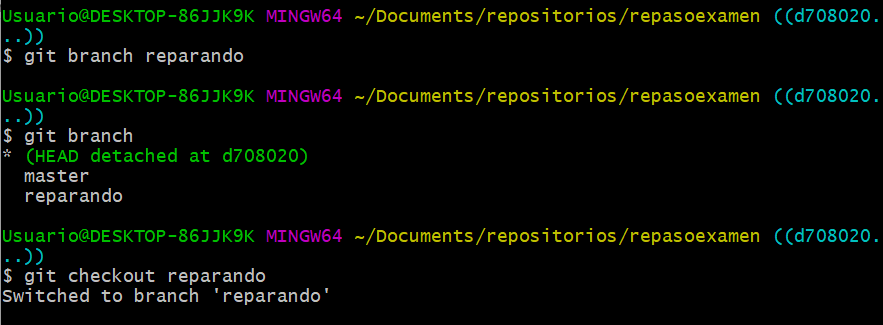 Usuario@DESKTOP-86JJK9K MINGW64 ~/Documents/repositorios/repasoexamen ((d708020.
..))
$ git branch reparando
Usuario@DESKTOP-86JJK9K MINGW64 ~/Documents/repositorios/repasoexamen ((d708020.
..))
$ git branch
* (HEAD detached at d708020)
  master
  reparando
Usuario@DESKTOP-86JJK9K MINGW64 ~/Documents/repositorios/repasoexamen ((d708020.
..))
$ git checkout reparando
Switched to branch 'reparando'